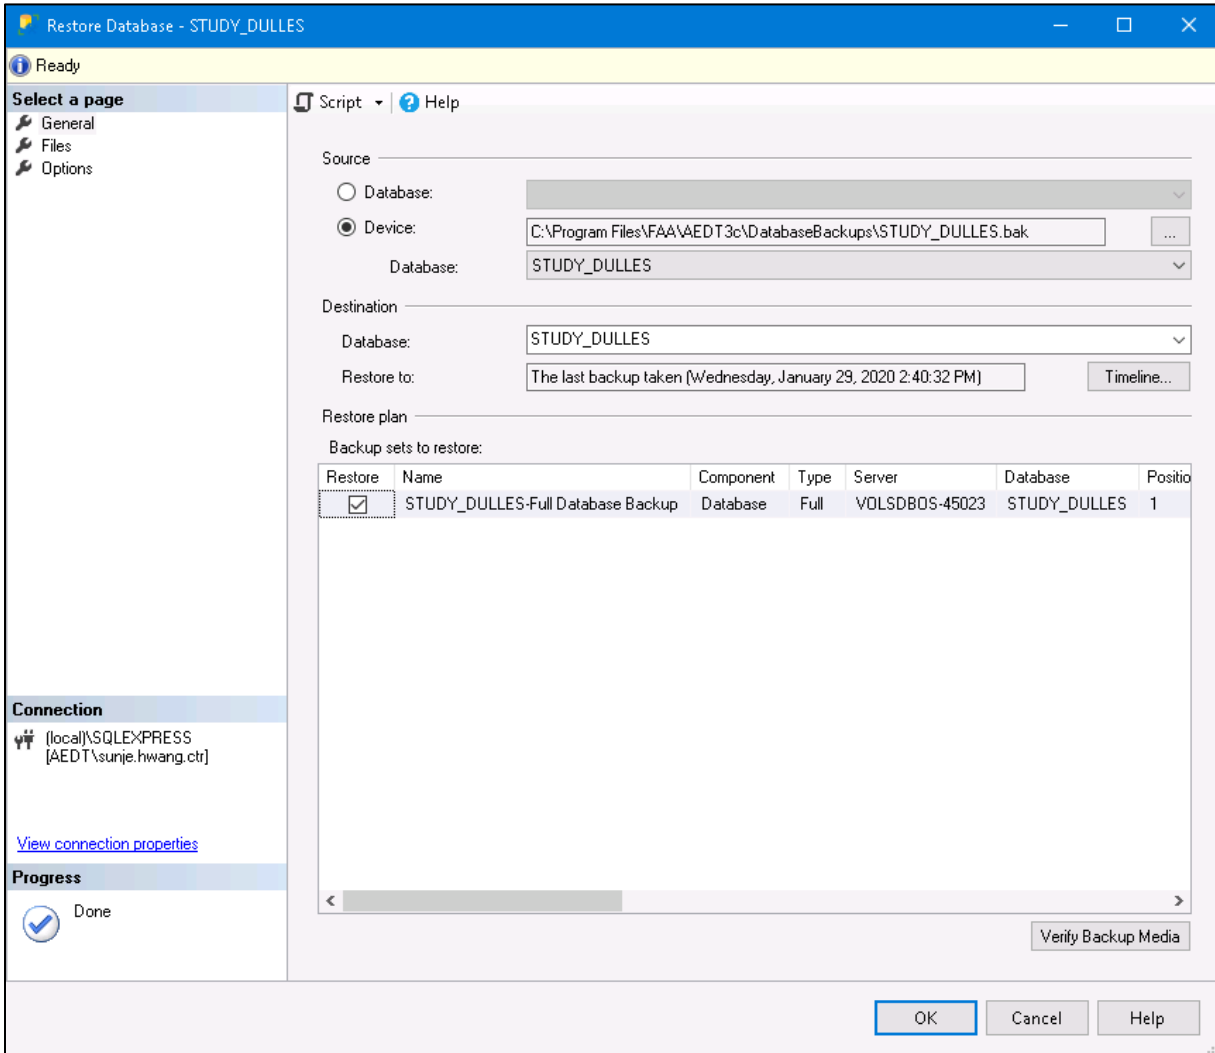 Restore Database - STUDY_DULLES
Ready
Select a page
General
Files
Options
Script Help
Source
Database:
Device: C:\Program Files\FAA\AEDT3c\DatabaseBackups\STUDY_DULLES.bak ...
Database: STUDY_DULLES
Destination
Database: STUDY_DULLES
Restore to: The last backup taken (Wednesday, January 29, 2020 2:40:32 PM) Timeline...
Restore plan
Backup sets to restore:
Restore Name Component Type Server Database Positio
STUDY_DULLES-Full Database Backup Database Full VOLSDBOS-45023 STUDY_DULLES 1
Connection
(local)\SQLEXPRESS
[AEDT\sunje.hwang.ctr]
View connection properties
Progress
Done
Verify Backup Media
OK Cancel Help